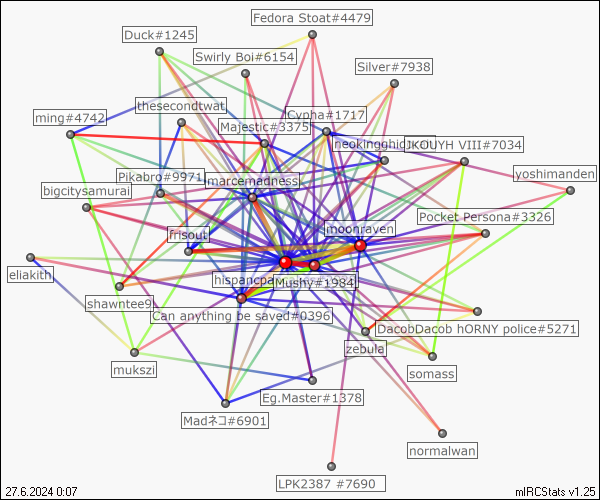 Fedora Stoat#4479
Duck#1245
Swirly Boi#6154
Silver#7938
thesecondtwat
ming#4742
Cypha#1717
Majestic#3375
neokinghidor
KOUYH VIII#7034
Pikabro#9971
marcemadness
yoshimanden
bigcitysamurai
Pocket Persona#3326
moonraven
frisout
eliakith
hispancpa
Mushy#1984
shawntee9
Can anything be saved#0396
DacobDacob hORNY police#5271
zebula
mukszi
somass
Eg.Master#1378
Madネコ#6901
normalwan
LPK2387 #7690
27.6.2024 0:07
mIRCStats v1.25